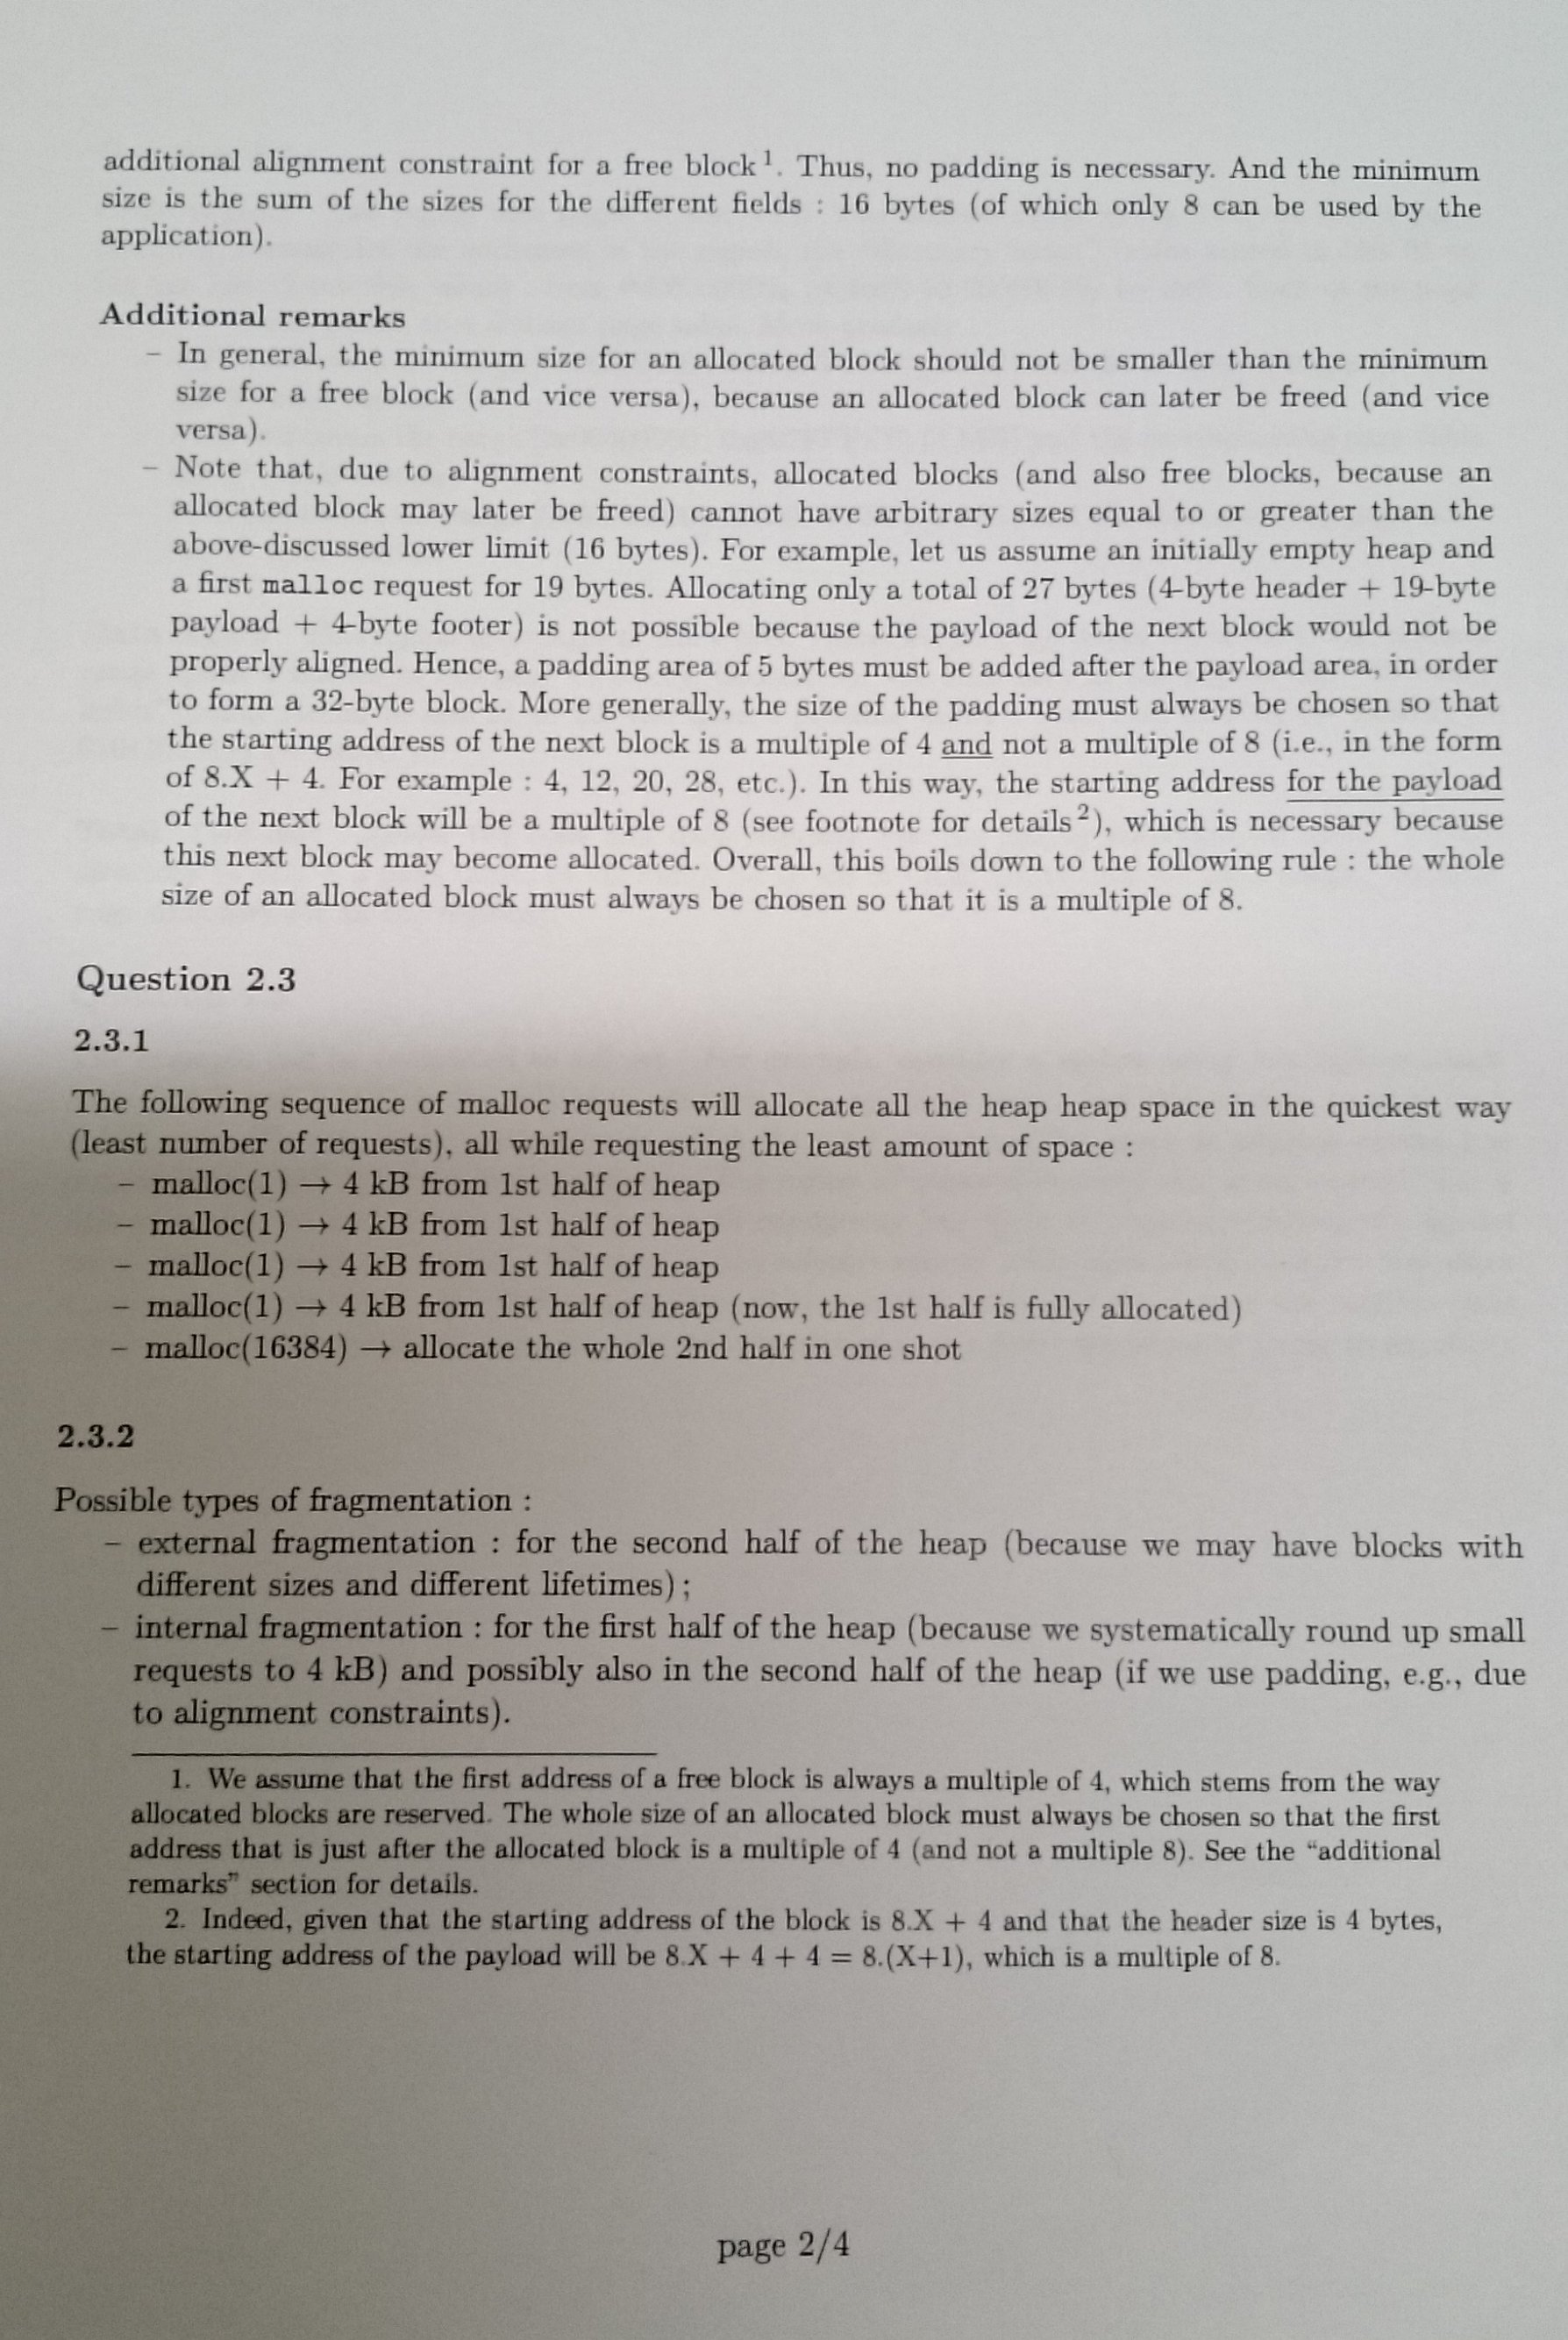 additional alignment constraint for a free block 1. Thus, no padding is necessary. And the minimum
size is the sum of the sizes for the different fields : 16 bytes (of which only 8 can be used by the
application).
Additional remarks
– In general, the minimum size for an allocated block should not be smaller than the minimum
size for a free block (and vice versa), because an allocated block can later be freed (and vice
versa).
– Note that, due to alignment constraints, allocated blocks (and also free blocks, because an
allocated block may later be freed) cannot have arbitrary sizes equal to or greater than the
above-discussed lower limit (16 bytes). For example, let us assume an initially empty heap and
a first malloc request for 19 bytes. Allocating only a total of 27 bytes (4-byte header + 19-byte
payload + 4-byte footer) is not possible because the payload of the next block would not be
properly aligned. Hence, a padding area of 5 bytes must be added after the payload area, in order
to form a 32-byte block. More generally, the size of the padding must always be chosen so that
the starting address of the next block is a multiple of 4 and not a multiple of 8 (i.e., in the form
of 8.X + 4. For example : 4, 12, 20, 28, etc.). In this way, the starting address for the payload
of the next block will be a multiple of 8 (see footnote for details 2), which is necessary because
this next block may become allocated. Overall, this boils down to the following rule : the whole
size of an allocated block must always be chosen so that it is a multiple of 8.
Question 2.3
2.3.1
The following sequence of malloc requests will allocate all the heap heap space in the quickest way
(least number of requests), all while requesting the least amount of space :
– malloc(1) → 4 kB from 1st half of heap
– malloc(1) → 4 kB from 1st half of heap
– malloc(1) → 4 kB from 1st half of heap
– malloc(1) → 4 kB from 1st half of heap (now, the 1st half is fully allocated)
– malloc(16384) → allocate the whole 2nd half in one shot
2.3.2
Possible types of fragmentation :
– external fragmentation : for the second half of the heap (because we may have blocks with
different sizes and different lifetimes) ;
– internal fragmentation : for the first half of the heap (because we systematically round up small
requests to 4 kB) and possibly also in the second half of the heap (if we use padding, e.g., due
to alignment constraints).
1. We assume that the first address of a free block is always a multiple of 4, which stems from the way
allocated blocks are reserved. The whole size of an allocated block must always be chosen so that the first
address that is just after the allocated block is a multiple of 4 (and not a multiple 8). See the “additional
remarks” section for details.
2. Indeed, given that the starting address of the block is 8.X + 4 and that the header size is 4 bytes,
the starting address of the payload will be 8.X + 4 + 4 = 8.(X+1), which is a multiple of 8.
page 2/4